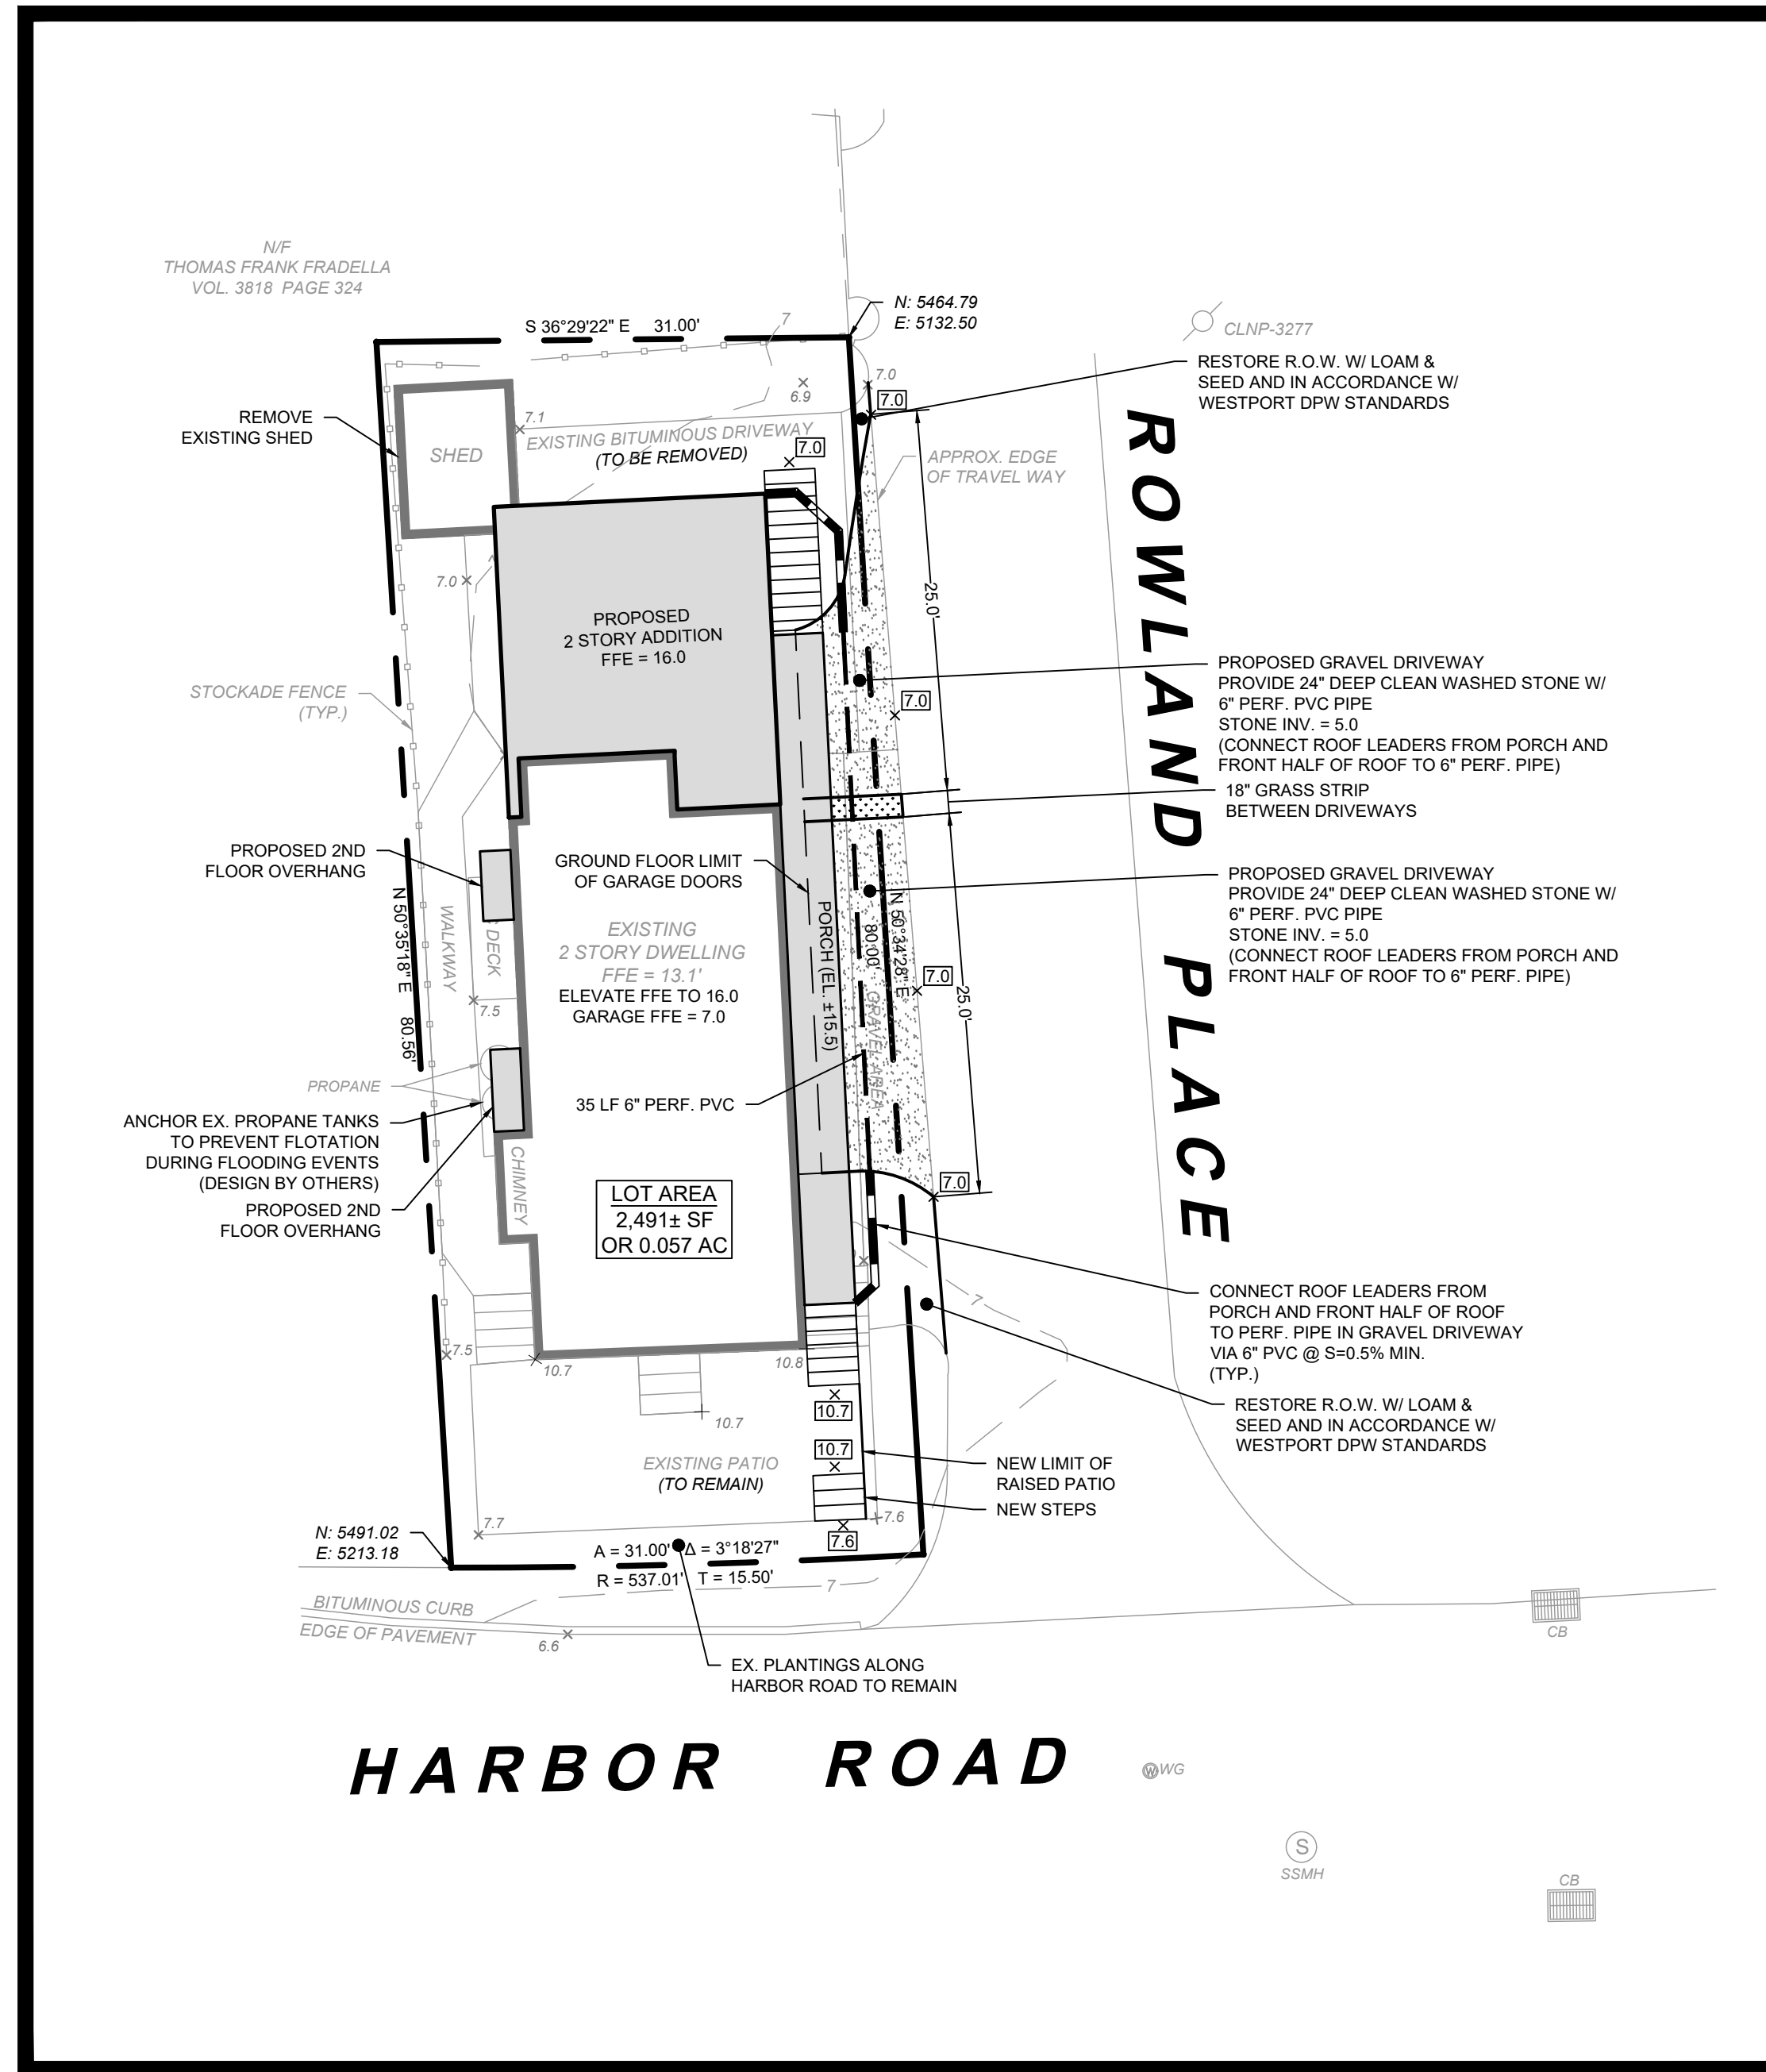 N/F
THOMAS FRANK FRADELLA
VOL. 3818 PAGE 324
S 36°29'22" E 31.00'
7
N: 5464.79
E: 5132.50
CLNP-3277
RESTORE R.O.W. W/ LOAM &
SEED AND IN ACCORDANCE W/
WESTPORT DPW STANDARDS
7.0
6.9
7.0
REMOVE
EXISTING SHED
SHED
7.1
EXISTING BITUMINOUS DRIVEWAY
(TO BE REMOVED)
7.0
APPROX. EDGE
OF TRAVEL WAY
ROWLAND PLACE
7.0
25.0'
PROPOSED
2 STORY ADDITION
FFE = 16.0
STOCKADE FENCE
(TYP.)
7.0
PROPOSED GRAVEL DRIVEWAY
PROVIDE 24" DEEP CLEAN WASHED STONE W/
6" PERF. PVC PIPE
STONE INV. = 5.0
(CONNECT ROOF LEADERS FROM PORCH AND
FRONT HALF OF ROOF TO 6" PERF. PIPE)
18" GRASS STRIP
BETWEEN DRIVEWAYS
PROPOSED 2ND
FLOOR OVERHANG
GROUND FLOOR LIMIT
OF GARAGE DOORS
PROPOSED GRAVEL DRIVEWAY
PROVIDE 24" DEEP CLEAN WASHED STONE W/
6" PERF. PVC PIPE
STONE INV. = 5.0
(CONNECT ROOF LEADERS FROM PORCH AND
FRONT HALF OF ROOF TO 6" PERF. PIPE)
N 50°35'18" E 80.56'
WALKWAY
DECK
EXISTING
2 STORY DWELLING
FFE = 13.1'
ELEVATE FFE TO 16.0
GARAGE FFE = 7.0
PORCH (EL. ±15.5)
N 50°34'28" E
80.00'
GRAVEL AREA
7.0
25.0'
7.5
PROPANE
35 LF 6" PERF. PVC
ANCHOR EX. PROPANE TANKS
TO PREVENT FLOTATION
DURING FLOODING EVENTS
(DESIGN BY OTHERS)
PROPOSED 2ND
FLOOR OVERHANG
CHIMNEY
LOT AREA
2,491± SF
OR 0.057 AC
7.0
7
CONNECT ROOF LEADERS FROM
PORCH AND FRONT HALF OF ROOF
TO PERF. PIPE IN GRAVEL DRIVEWAY
VIA 6" PVC @ S=0.5% MIN.
(TYP.)
RESTORE R.O.W. W/ LOAM &
SEED AND IN ACCORDANCE W/
WESTPORT DPW STANDARDS
7.5
10.7
10.8
10.7
10.7
10.7
EXISTING PATIO
(TO REMAIN)
NEW LIMIT OF
RAISED PATIO
NEW STEPS
7.7
7.6
7.6
N: 5491.02
E: 5213.18
A = 31.00' Δ = 3°18'27"
R = 537.01' T = 15.50'
7
BITUMINOUS CURB
EDGE OF PAVEMENT
6.6
CB
EX. PLANTINGS ALONG
HARBOR ROAD TO REMAIN
HARBOR ROAD
W WG
S
SSMH
CB